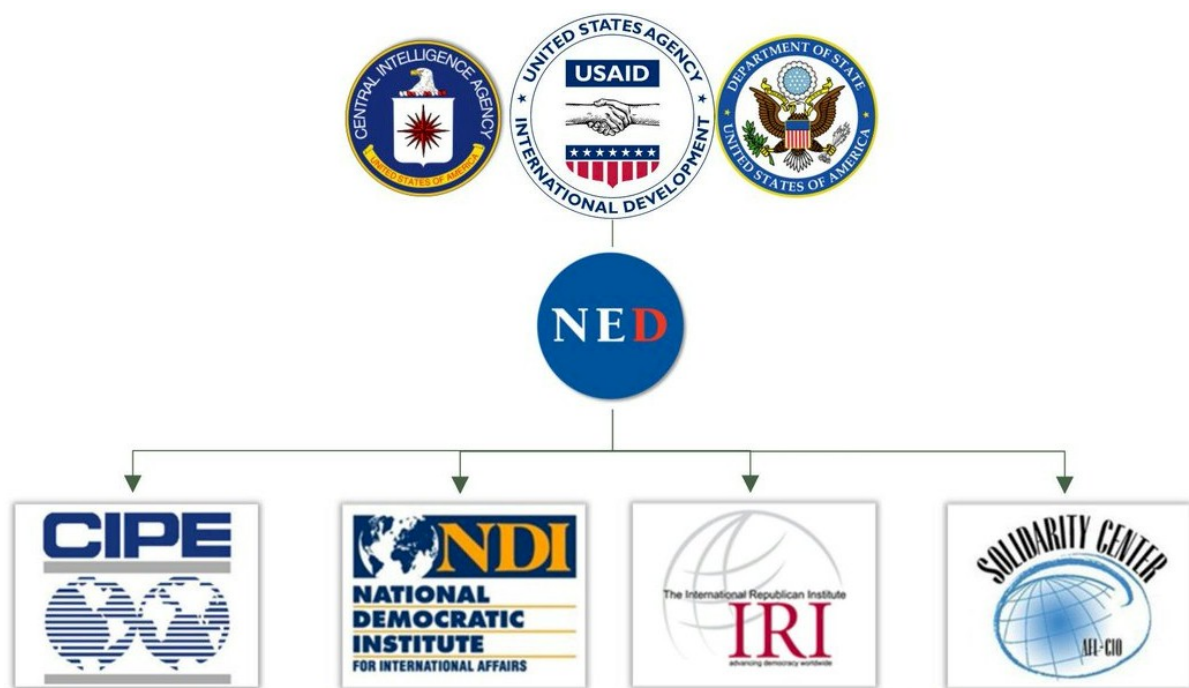 CENTRAL INTELLIGENCE AGENCY
UNITED STATES OF AMERICA
UNITED STATES AGENCY
USAID
INTERNATIONAL DEVELOPMENT
DEPARTMENT OF STATE
UNITED STATES OF AMERICA
NED
CIPE
NDI
NATIONAL
DEMOCRATIC
INSTITUTE
FOR INTERNATIONAL AFFAIRS
The International Republican Institute
IRI
advancing democracy worldwide
SOLIDARITY CENTER
AFL-CIO